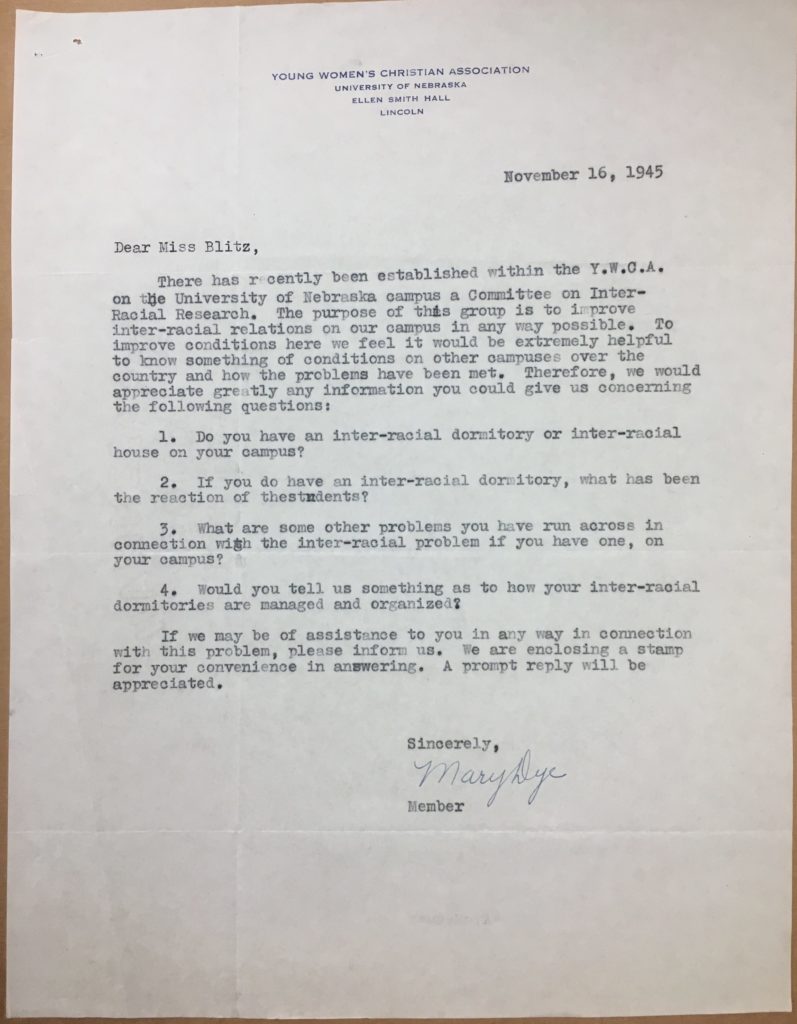 YOUNG WOMEN'S CHRISTIAN ASSOCIATION
UNIVERSITY OF NEBRASKA
ELLEN SMITH HALL
LINCOLN
November 16, 1945
Dear Miss Blitz,
There has r cently been established within the Y.W.C.A.
on the University of Nebraska campus a Committee on Inter-
Racial Research. The purpose of this group is to improve
inter-racial relations on our campus in any way possible. To
improve conditions here we feel it would be extremely helpful
to know something of conditions on other campuses over the
country and how the problems have been met. Therefore, we would
appreciate greatly any information you could give us concerning
the following questions:
1. Do you have an inter-racial dormitory or inter-racial
house on your campus?
2. If you do have an inter-racial dormitory, what has been
the reaction of thestudents?
3. What are some other problems you have run across in
connection with the inter-racial problem if you have one, on
your campus?
4. Would you tell us something as to how your inter-racial
dormitories are managed and organized?
If we may be of assistance to you in any way in connection
with this problem, please inform us. We are enclosing a stamp
for your convenience in answering. A prompt reply will be
appreciated.
Sincerely,
Mary Dye
Member